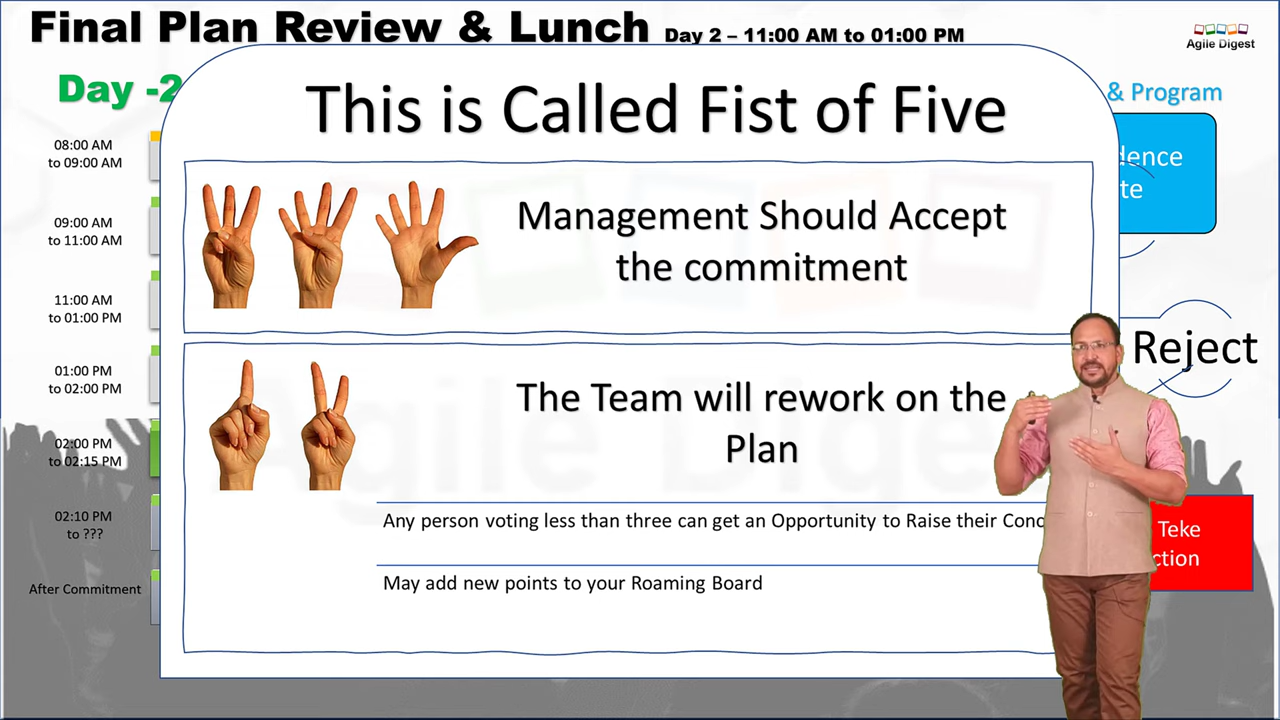 Final Plan Review & Lunch Day 2 – 11:00 AM to 01:00 PM
Agile Digest
Day -2
& Program
This is Called Fist of Five
08:00 AM
to 09:00 AM
09:00 AM
to 11:00 AM
11:00 AM
to 01:00 PM
01:00 PM
to 02:00 PM
02:00 PM
to 02:15 PM
02:10 PM
to ???
After Commitment
Management Should Accept
the commitment
The Team will rework on the
Plan
Any person voting less than three can get an Opportunity to Raise their Conc
May add new points to your Roaming Board
dence
te
Reject
Teke
ction